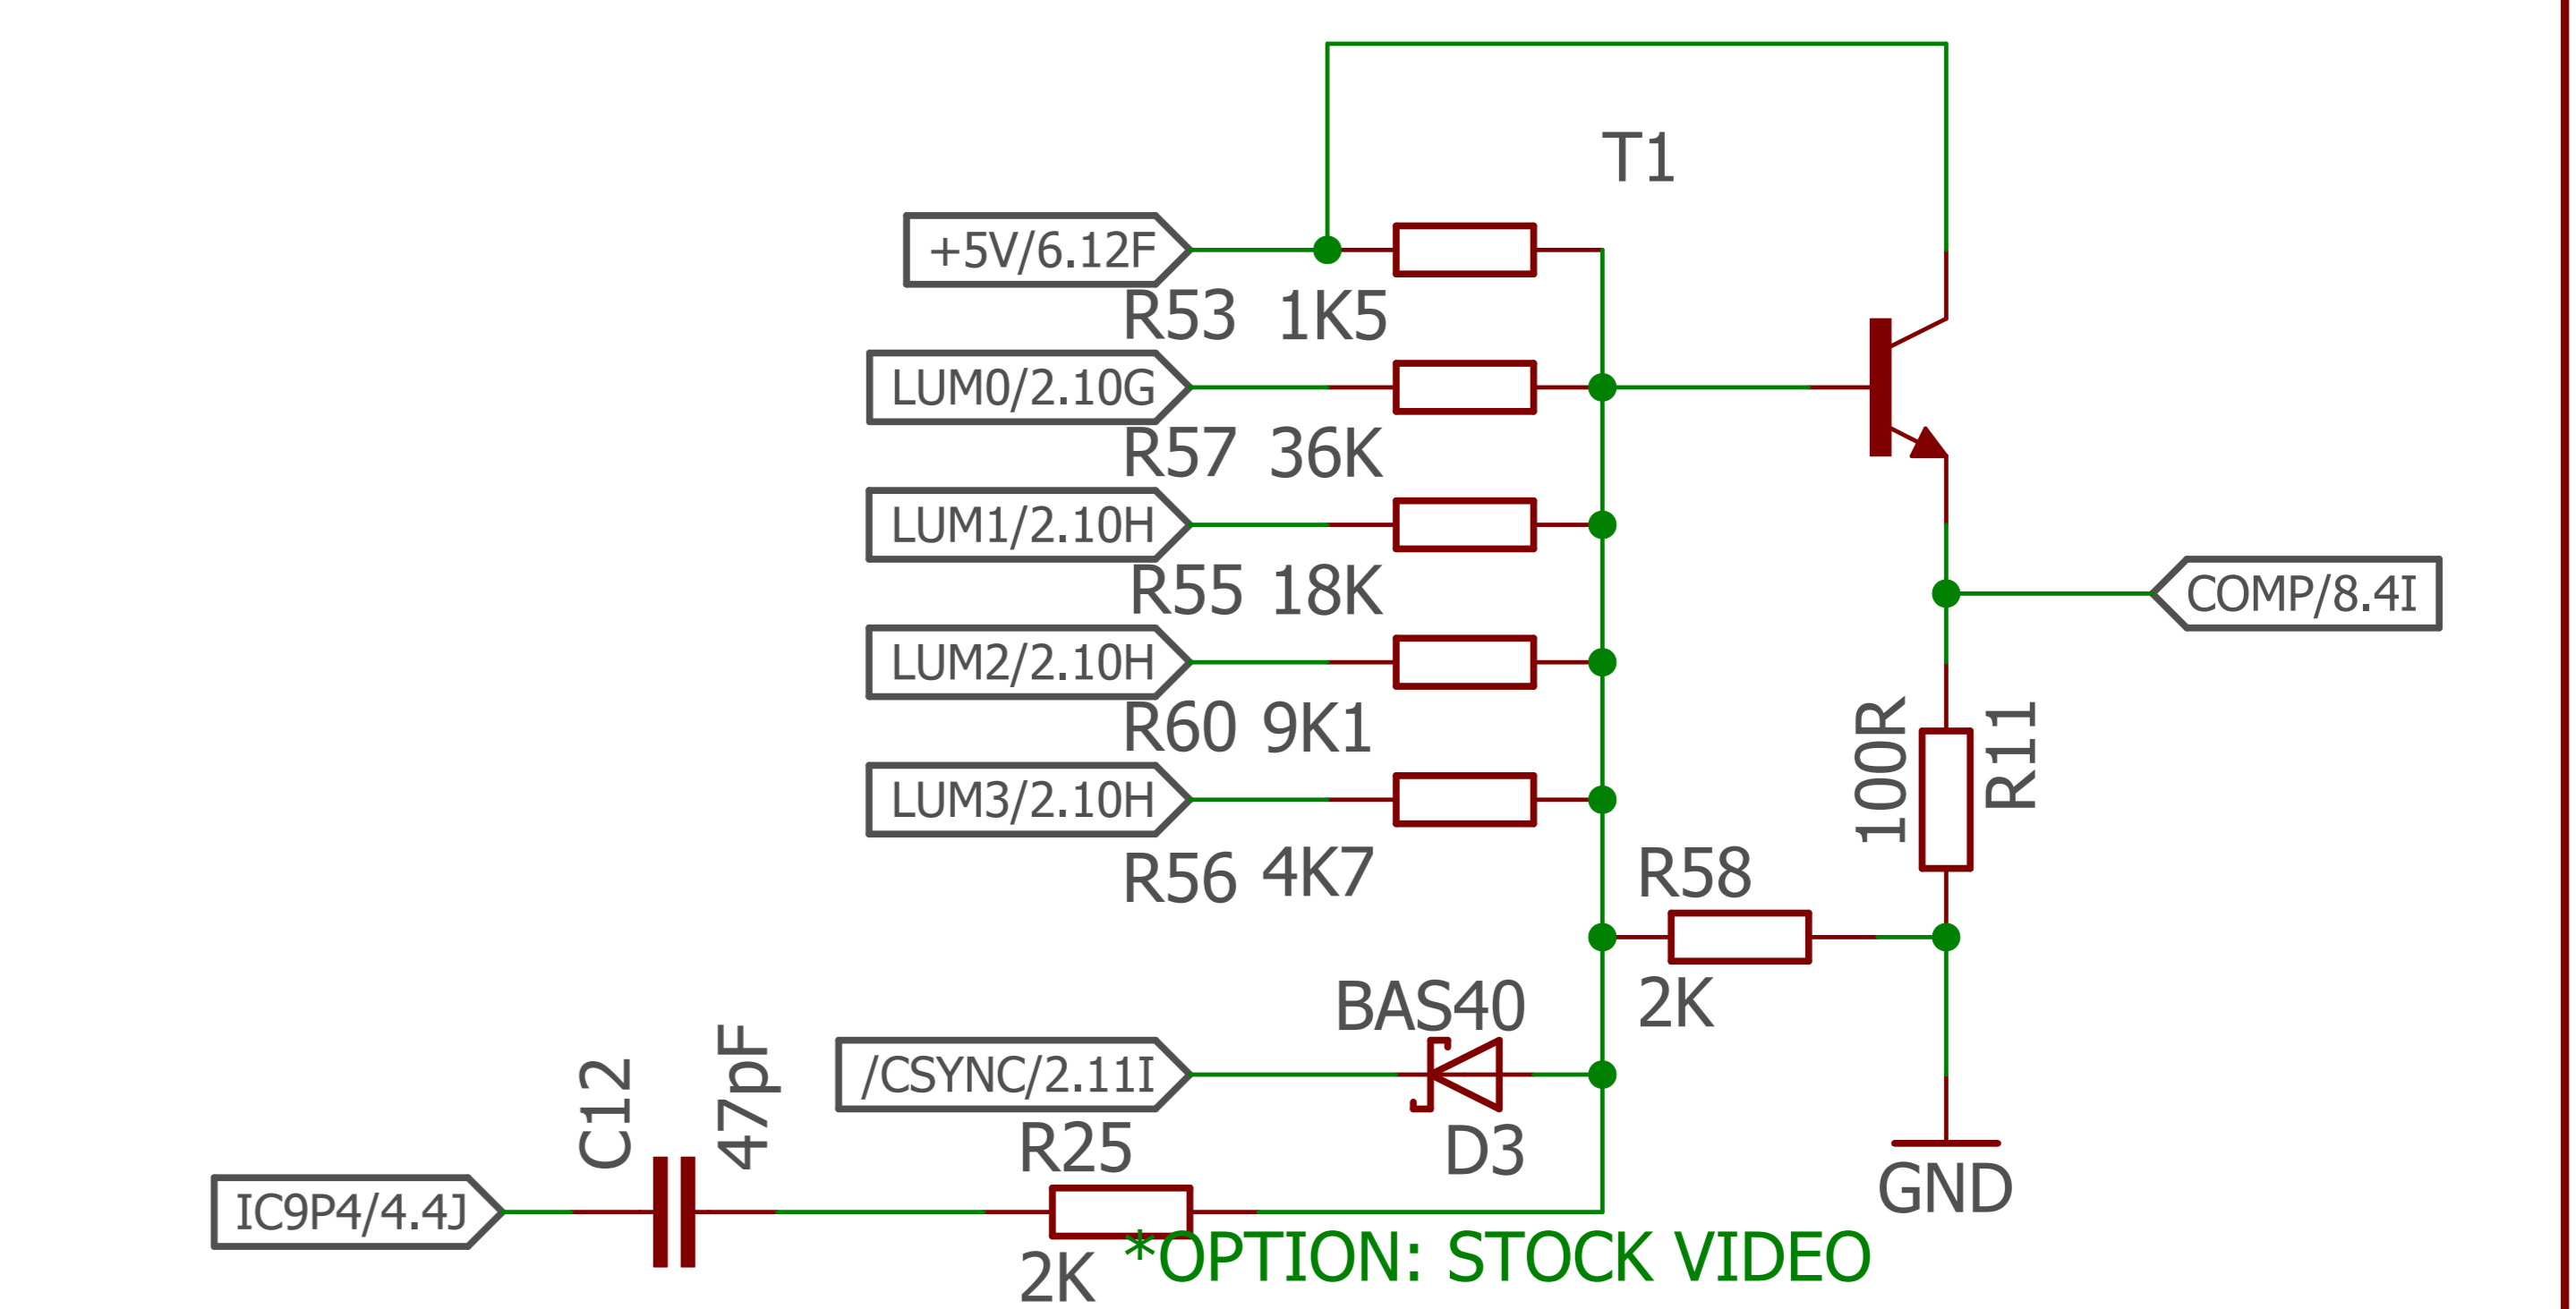 T1
+5V/6.12F
R53 1K5
LUM0/2.10G
R57 36K
LUM1/2.10H
R55 18K
COMP/8.4I
LUM2/2.10H
R60 9K1
100R
R11
LUM3/2.10H
R56 4K7
R58
2K
BAS40
/CSYNC/2.11I
D3
C12
47pF
R25
GND
IC9P4/4.4J
2K
*OPTION: STOCK VIDEO